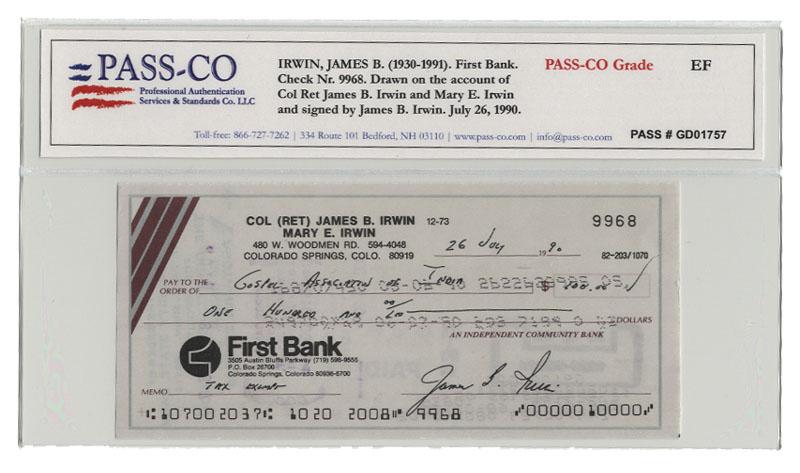 PASS-CO
Professional Authentication
Services & Standards Co. LLC
IRWIN, JAMES B. (1930-1991). First Bank.
Check Nr. 9968. Drawn on the account of
Col Ret James B. Irwin and Mary E. Irwin
and signed by James B. Irwin. July 26, 1990.
PASS-CO Grade EF
Toll-free: 866-727-7262 | 334 Route 101 Bedford, NH 03110 | www.pass-co.com | info@pass-co.com
PASS # GD01757
COL (RET) JAMES B. IRWIN 12-73
MARY E. IRWIN
480 W. WOODMEN RD. 594-4048
COLORADO SPRINGS, COLO. 80919
9968
26 July 1990
82-203/1070
PAY TO THE
ORDER OF Gospel Association of India $ 100.00
One Hundred and 00/100 DOLLARS
AN INDEPENDENT COMMUNITY BANK
First Bank
3505 Austin Bluffs Parkway (719) 598-9555
P.O. Box 26700
Colorado Springs, Colorado 80936-6700
MEMO Tax Exempt James B. Irwin
⑆107002037⑆ 1020 2008⑈ 9968 ⑈0000010000⑈